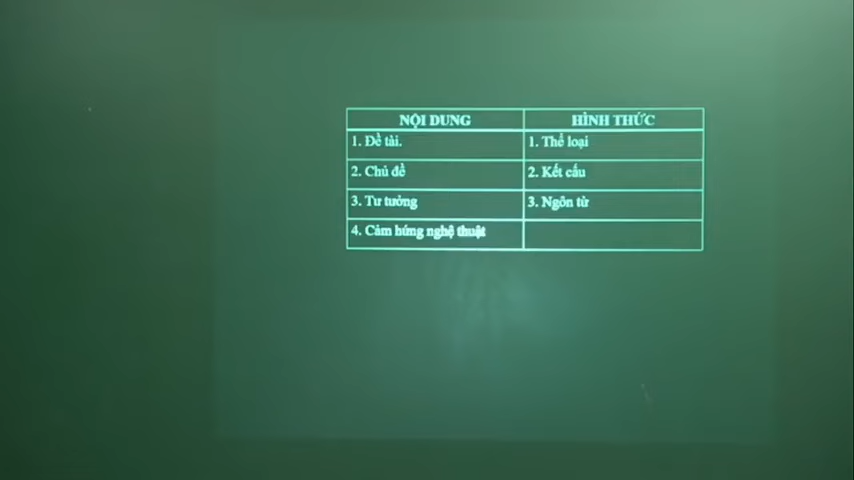 NỘI DUNG HÌNH THỨC
1. Đề tài. 1. Thể loại
2. Chủ đề 2. Kết cấu
3. Tư tưởng 3. Ngôn từ
4. Cảm hứng nghệ thuật